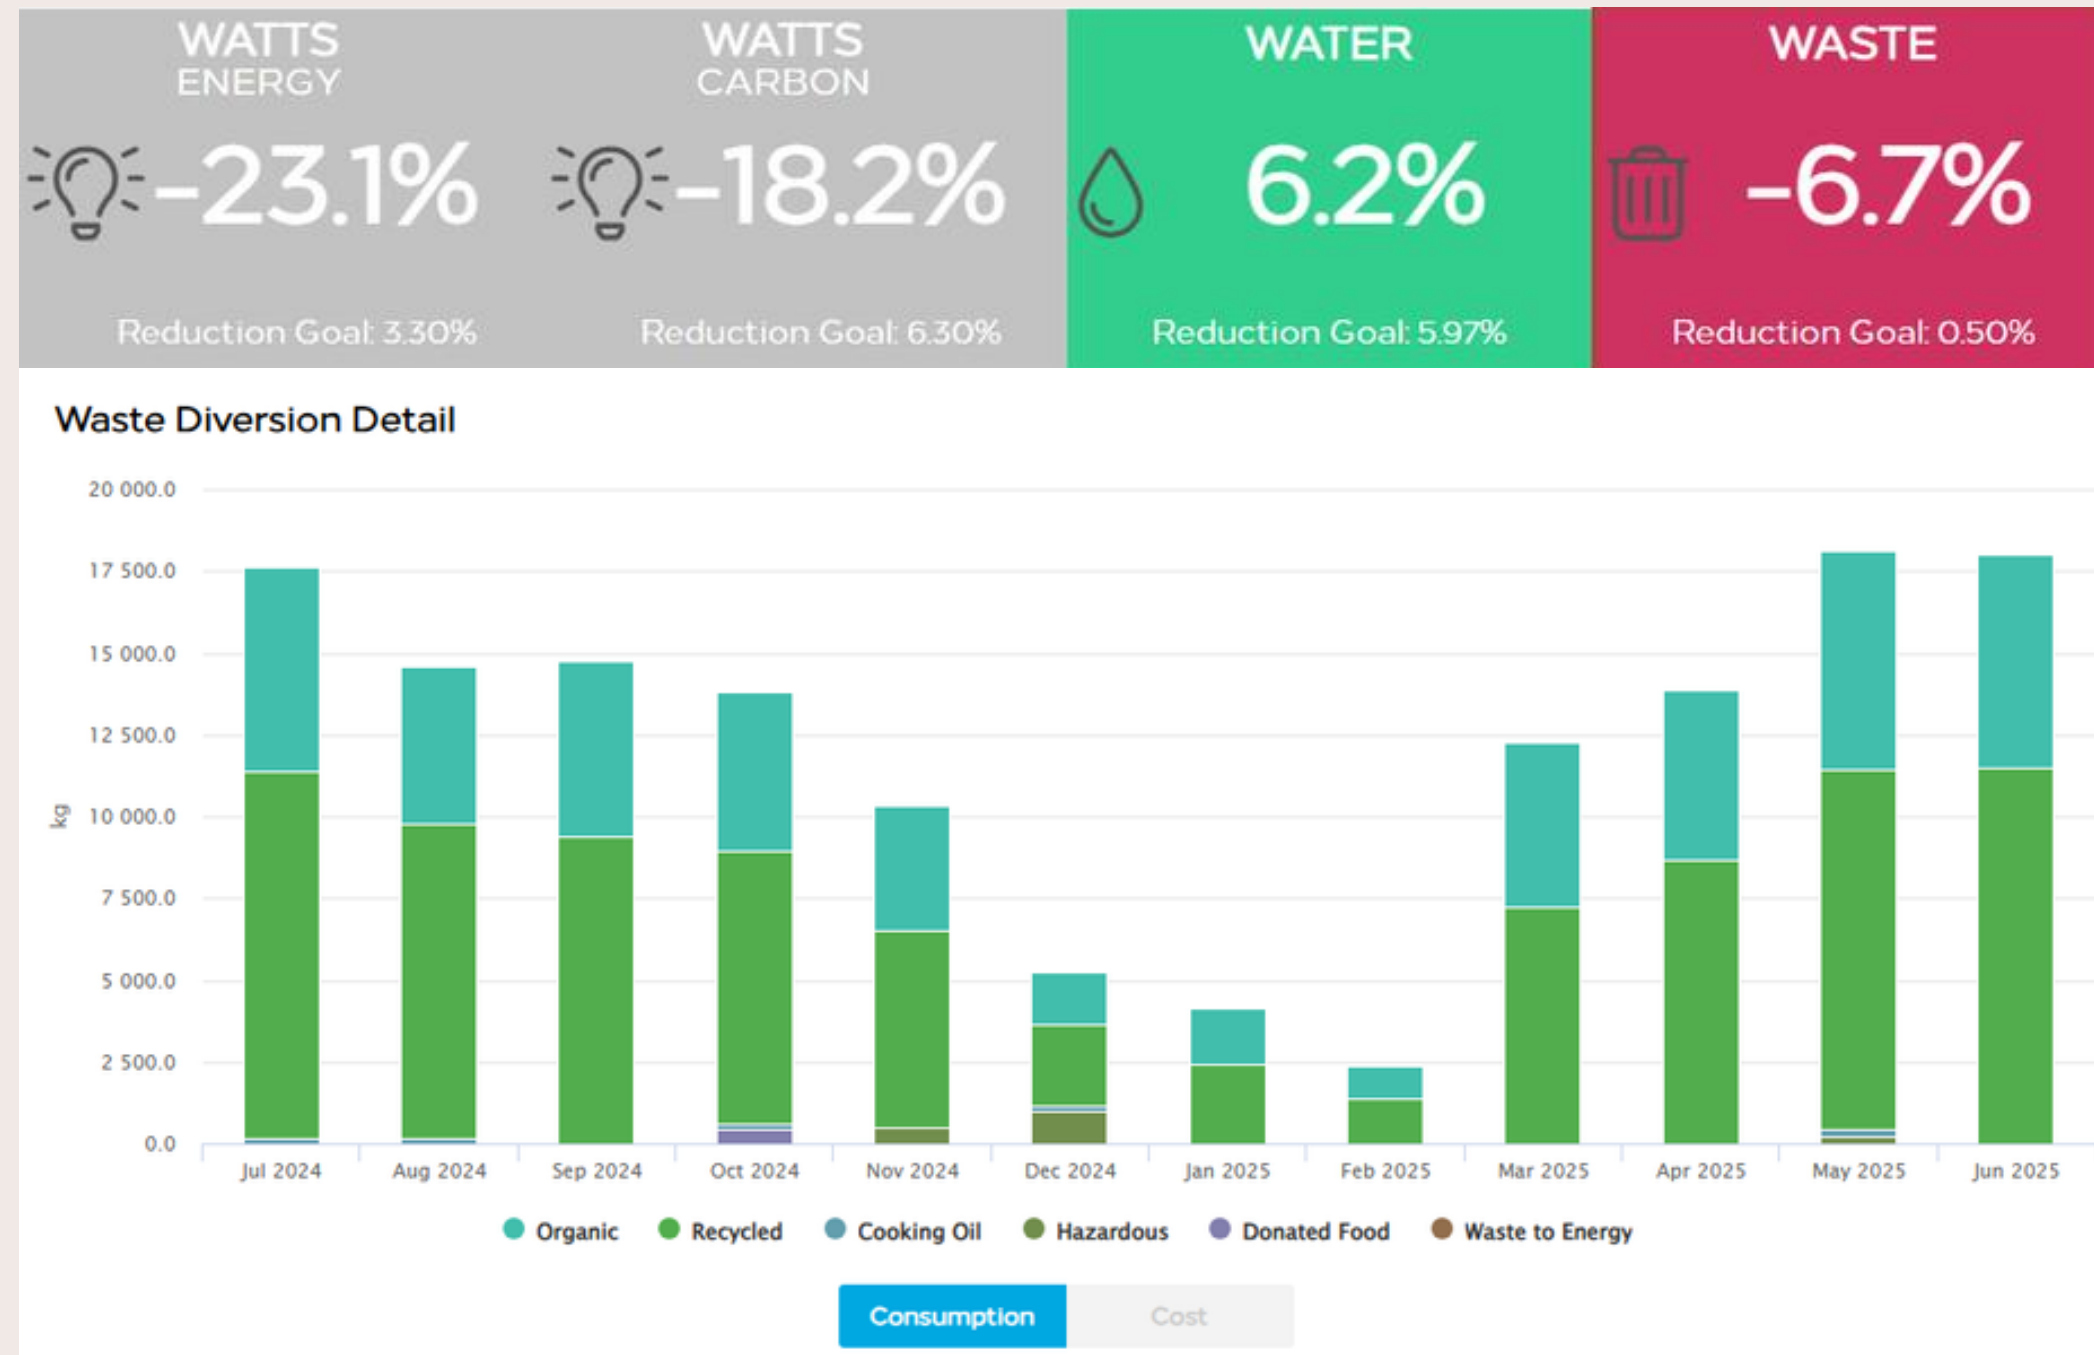 WATTS
ENERGY
-23.1%
Reduction Goal: 3.30%
WATTS
CARBON
-18.2%
Reduction Goal: 6.30%
WATER
6.2%
Reduction Goal: 5.97%
WASTE
-6.7%
Reduction Goal: 0.50%
Waste Diversion Detail
kg
20 000.0
17 500.0
15 000.0
12 500.0
10 000.0
7 500.0
5 000.0
2 500.0
0.0
Jul 2024 Aug 2024 Sep 2024 Oct 2024 Nov 2024 Dec 2024 Jan 2025 Feb 2025 Mar 2025 Apr 2025 May 2025 Jun 2025
Organic Recycled Cooking Oil Hazardous Donated Food Waste to Energy
Consumption Cost